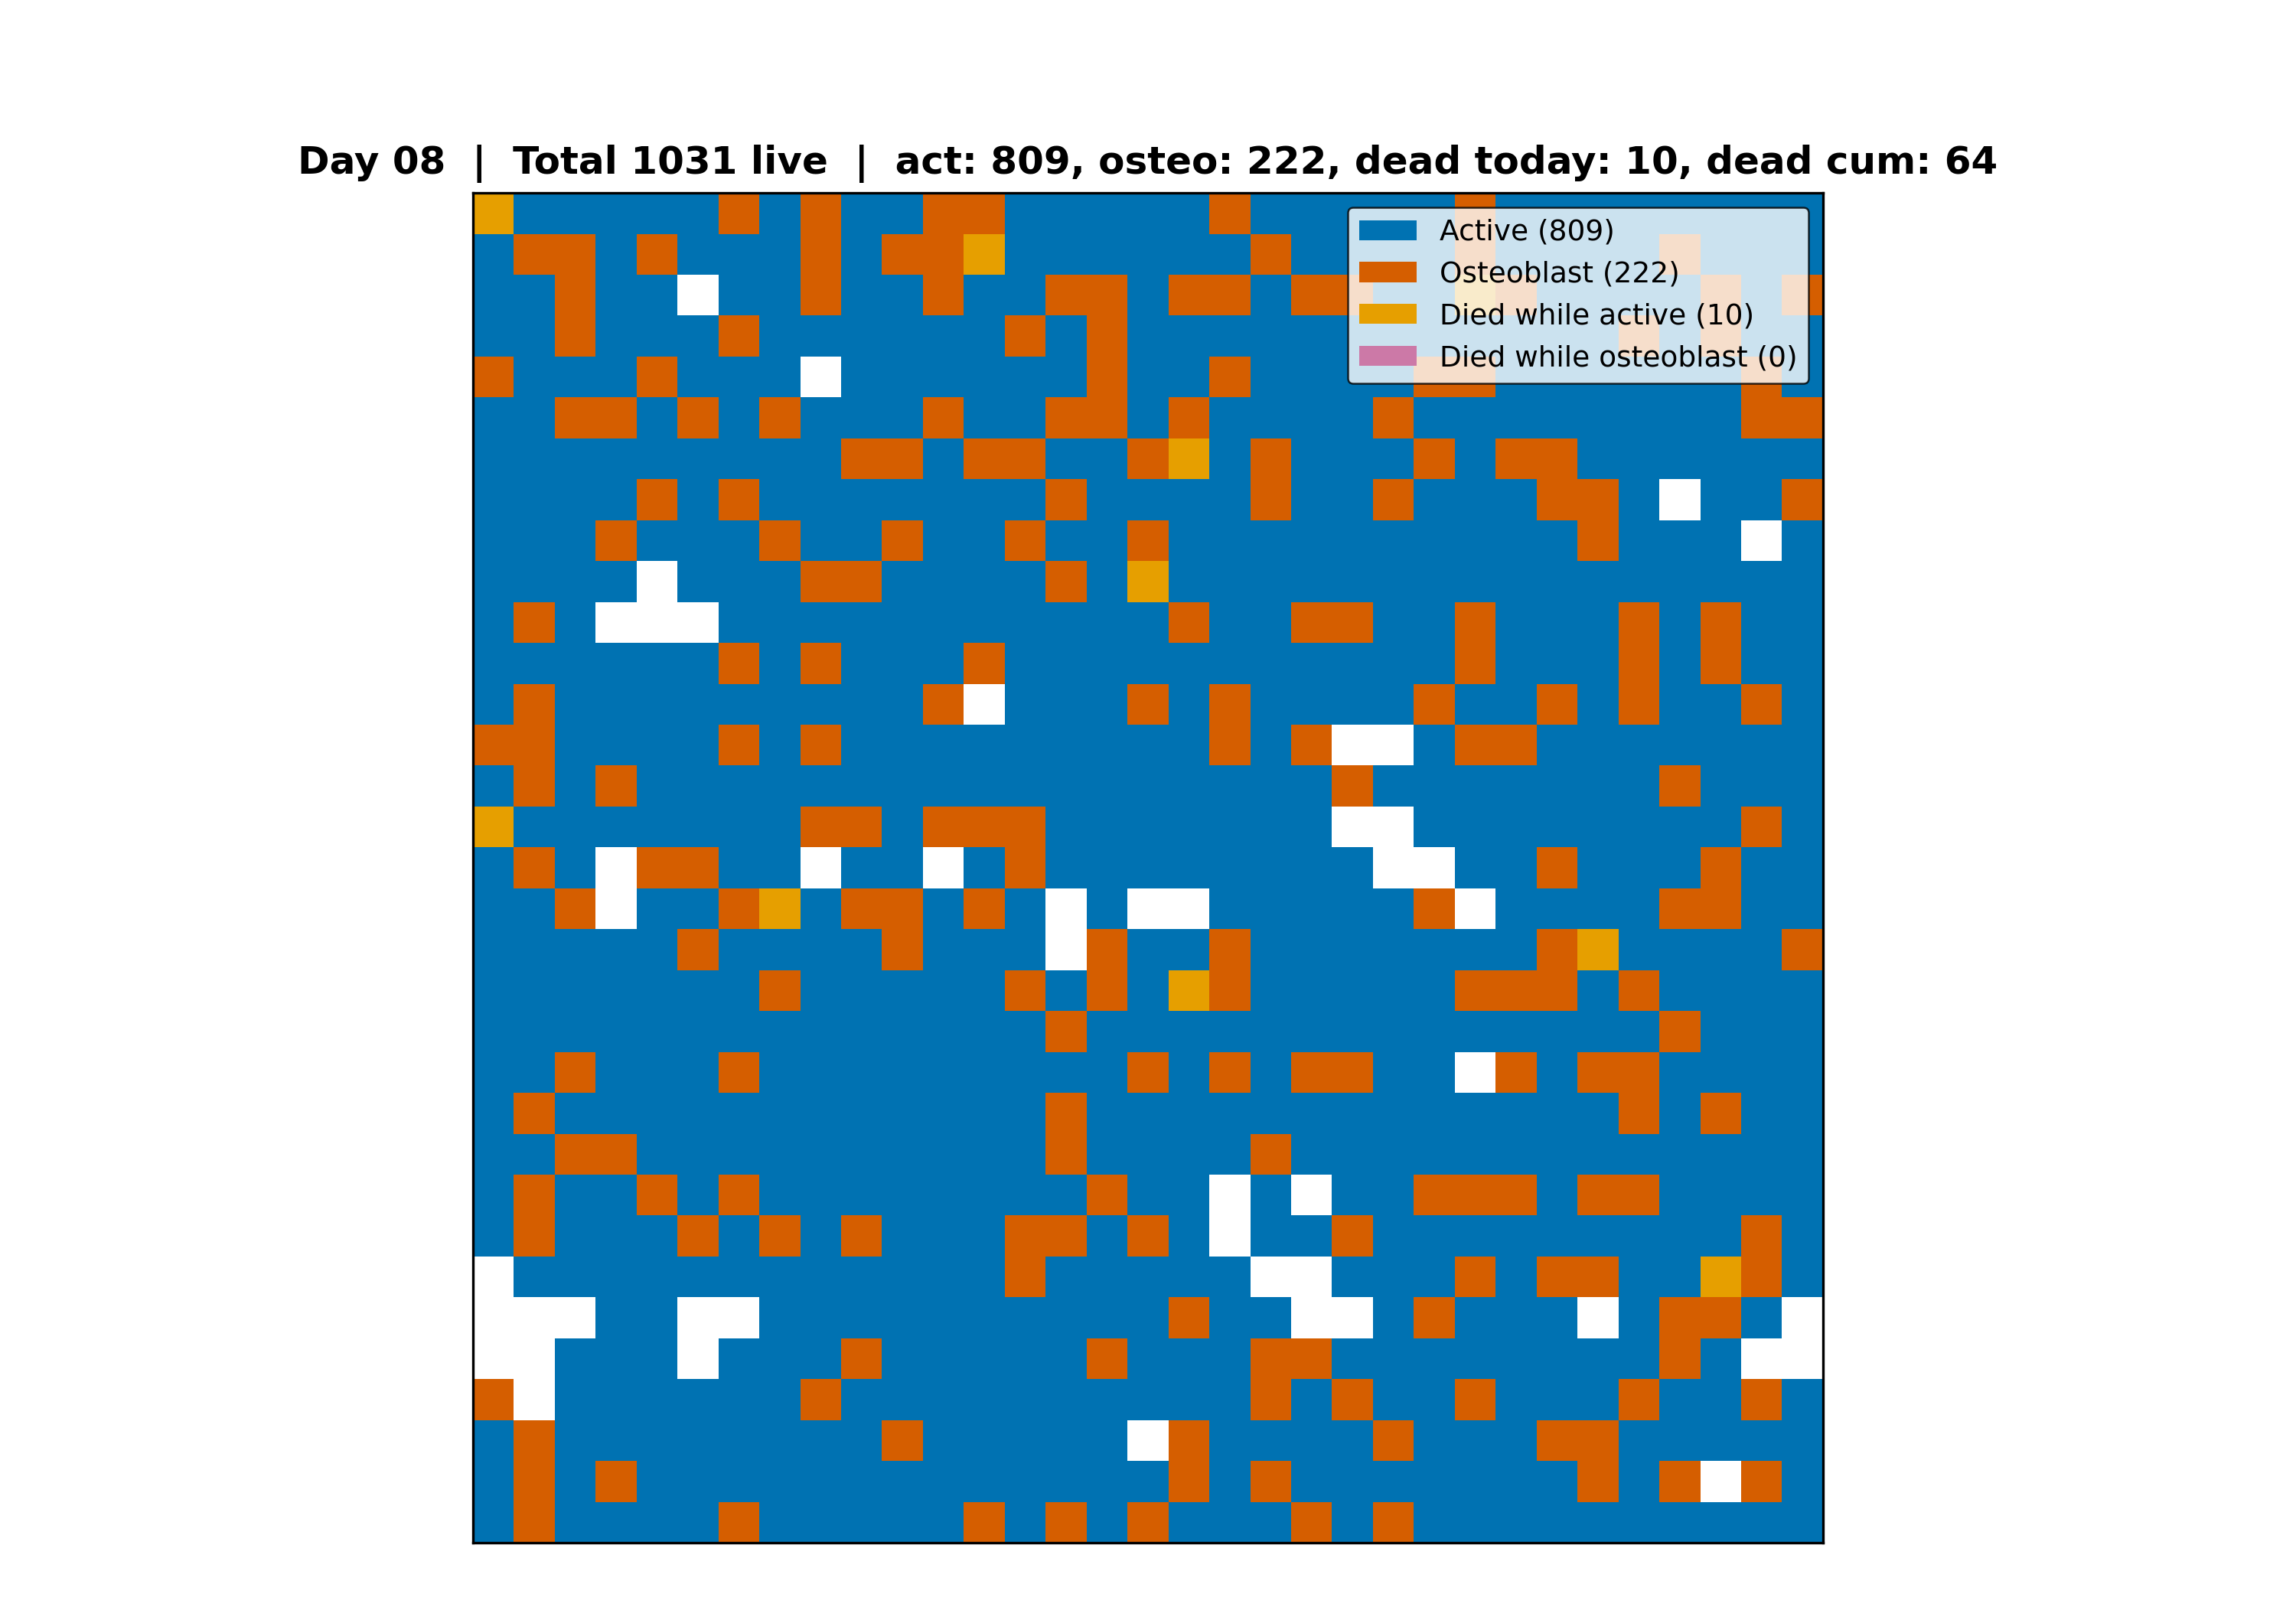 Day 08 | Total 1031 live | act: 809, osteo: 222, dead today: 10, dead cum: 64
Active (809)
Osteoblast (222)
Died while active (10)
Died while osteoblast (0)